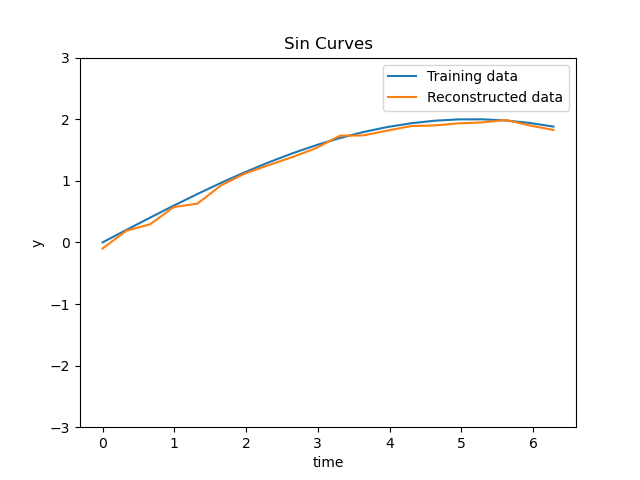 Sin Curves
Training data
Reconstructed data
3
2
1
0
−1
−2
−3
y
0 1 2 3 4 5 6
time